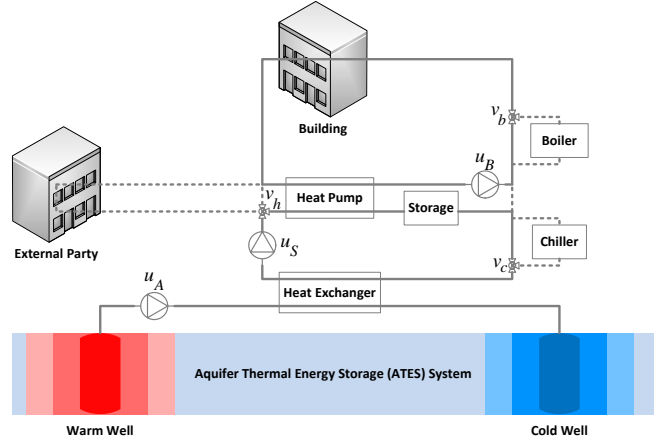 Building
v_b
Boiler
u_B
Heat Pump
v_h
Storage
External Party
u_S
Chiller
v_c
Heat Exchanger
u_A
Aquifer Thermal Energy Storage (ATES) System
Warm Well
Cold Well